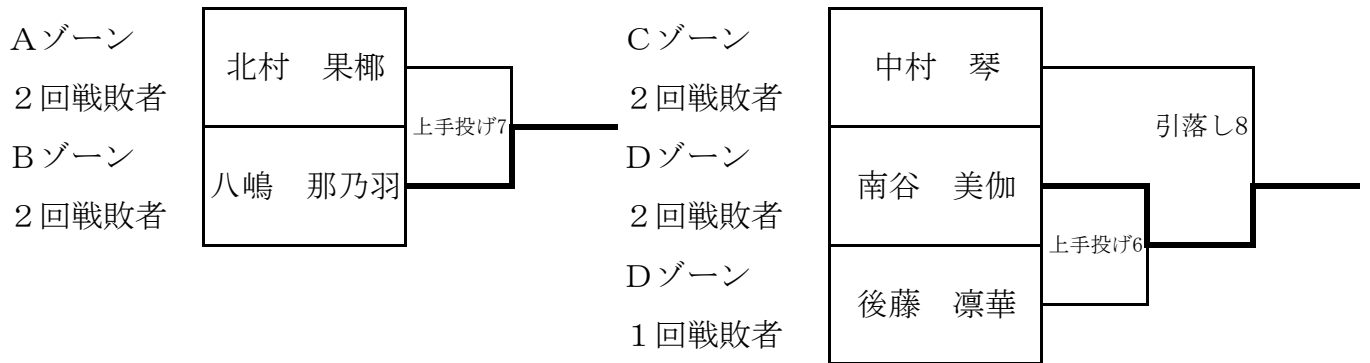 Aゾーン
2回戦敗者
Bゾーン
2回戦敗者
北村　果椰
八嶋　那乃羽
上手投げ7
Cゾーン
2回戦敗者
Dゾーン
2回戦敗者
Dゾーン
1回戦敗者
中村　琴
南谷　美伽
後藤　凛華
上手投げ6
引落し8